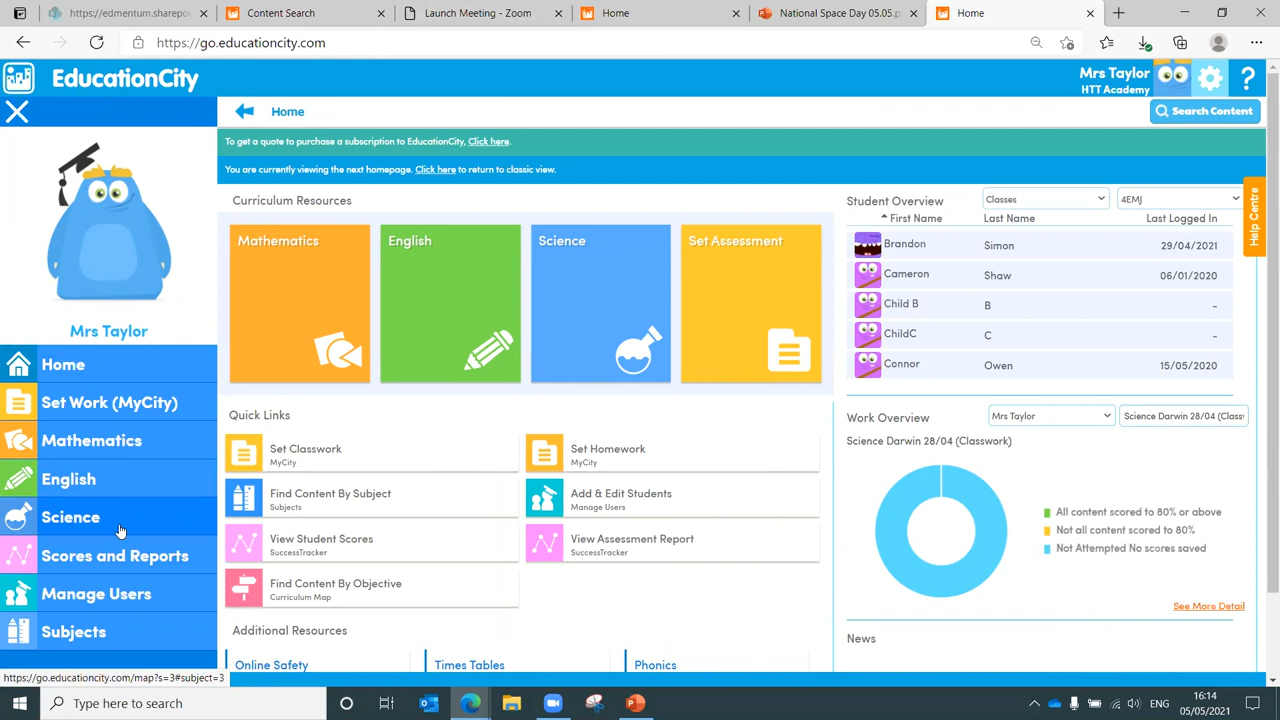 https://edmentum.sharepoi
Content Search
Launch Meeting - Zoom
Home
National Space Day 05.05.p
Home
https://go.educationcity.com
EducationCity
Mrs Taylor
HTT Academy
?
Home
Search Content
To get a quote to purchase a subscription to EducationCity, Click here.
You are currently viewing the next homepage. Click here to return to classic view.
Mrs Taylor
Home
Set Work (MyCity)
Mathematics
English
Science
Scores and Reports
Manage Users
Subjects
Curriculum Resources
Mathematics
English
Science
Set Assessment
Quick Links
Set Classwork
MyCity
Set Homework
MyCity
Find Content By Subject
Subjects
Add & Edit Students
Manage Users
View Student Scores
SuccessTracker
View Assessment Report
SuccessTracker
Find Content By Objective
Curriculum Map
Additional Resources
Online Safety
Times Tables
Phonics
Student Overview
Classes
4EMJ
First Name Last Name Last Logged In
Brandon Simon 29/04/2021
Cameron Shaw 06/01/2020
Child B B -
ChildC C -
Connor Owen 15/05/2020
Help Centre
Work Overview
Mrs Taylor
Science Darwin 28/04 (Class
Science Darwin 28/04 (Classwork)
All content scored to 80% or above
Not all content scored to 80%
Not Attempted No scores saved
See More Detail
News
https://go.educationcity.com/map?s=3#subject=3
Type here to search
ENG
16:14
05/05/2021